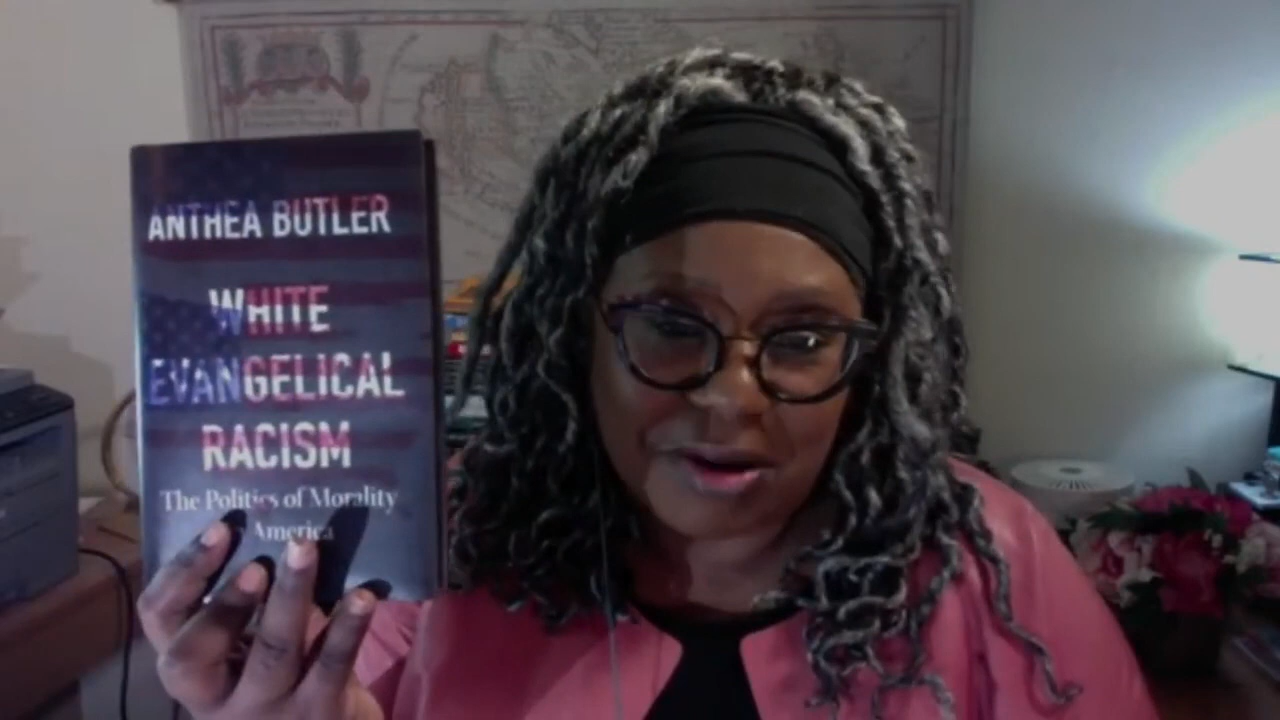 ANTHEA BUTLER
WHITE
EVANGELICAL
RACISM
The Politics of Morality
America